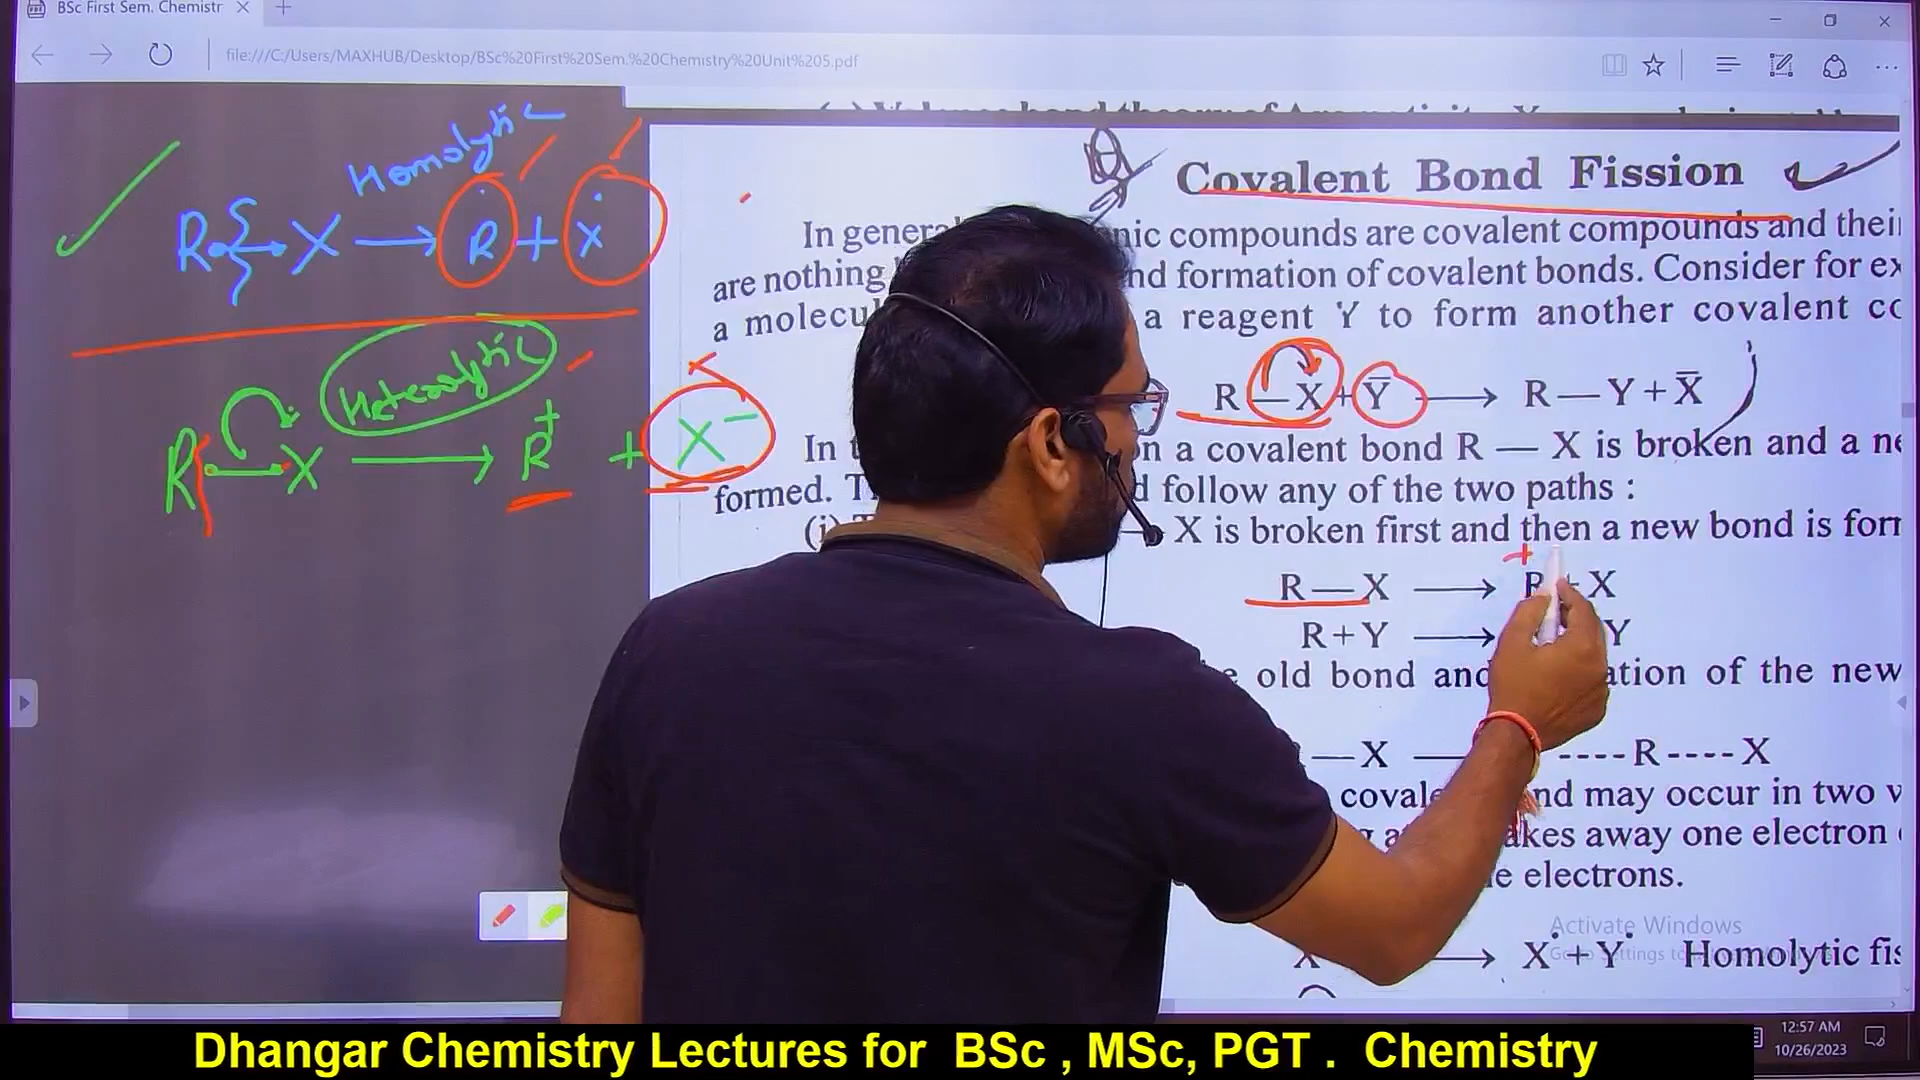 BSc First Sem. Chemistr
file:///C:/Users/MAXHUB/Desktop/BSc%20First%20Sem.%20Chemistry%20Unit%205.pdf
Homolytic
R X → Ṙ + Ẋ
Heterolytic
R — X → R⁺ + X⁻
Q
Covalent Bond Fission
In genera nic compounds are covalent compounds and thei
are nothing nd formation of covalent bonds. Consider for ex
a molecu a reagent Y to form another covalent co
R — X + Ȳ → R — Y + X̄
In n a covalent bond R — X is broken and a ne
formed. T d follow any of the two paths :
(i) X is broken first and then a new bond is for
+
R — X → R + X
R + Y → Y
old bond and ation of the new
— X — ----R----X
covale nd may occur in two
akes away one electron
e electrons.
Activate Windows
X → X• + Y• Homolytic fis
12:57 AM
10/26/2023
Dhangar Chemistry Lectures for BSc , MSc, PGT . Chemistry